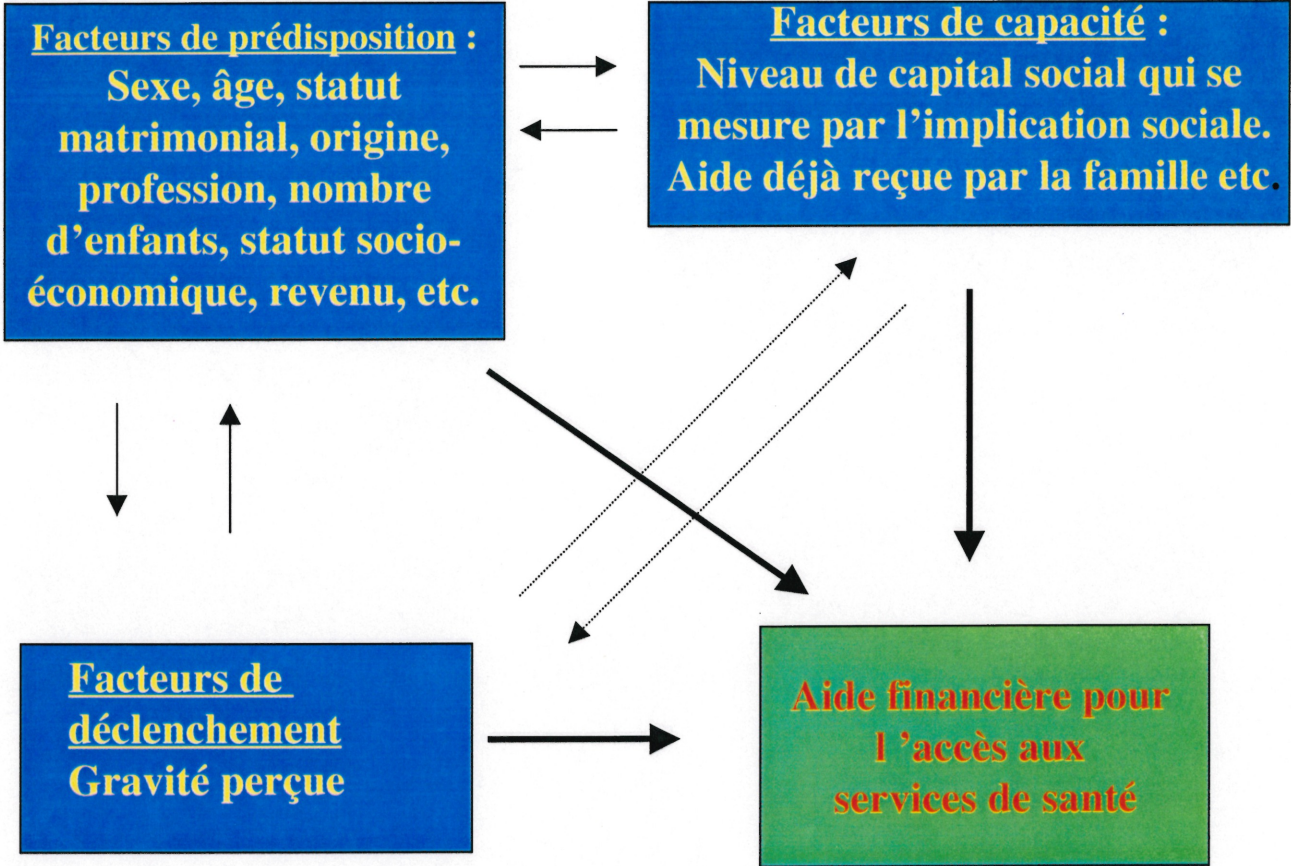 Facteurs de prédisposition :
Sexe, âge, statut
matrimonial, origine,
profession, nombre
d’enfants, statut socio-
économique, revenu, etc.
Facteurs de capacité :
Niveau de capital social qui se
mesure par l’implication sociale.
Aide déjà reçue par la famille etc.
Facteurs de
déclenchement
Gravité perçue
Aide financière pour
l ’accès aux
services de santé